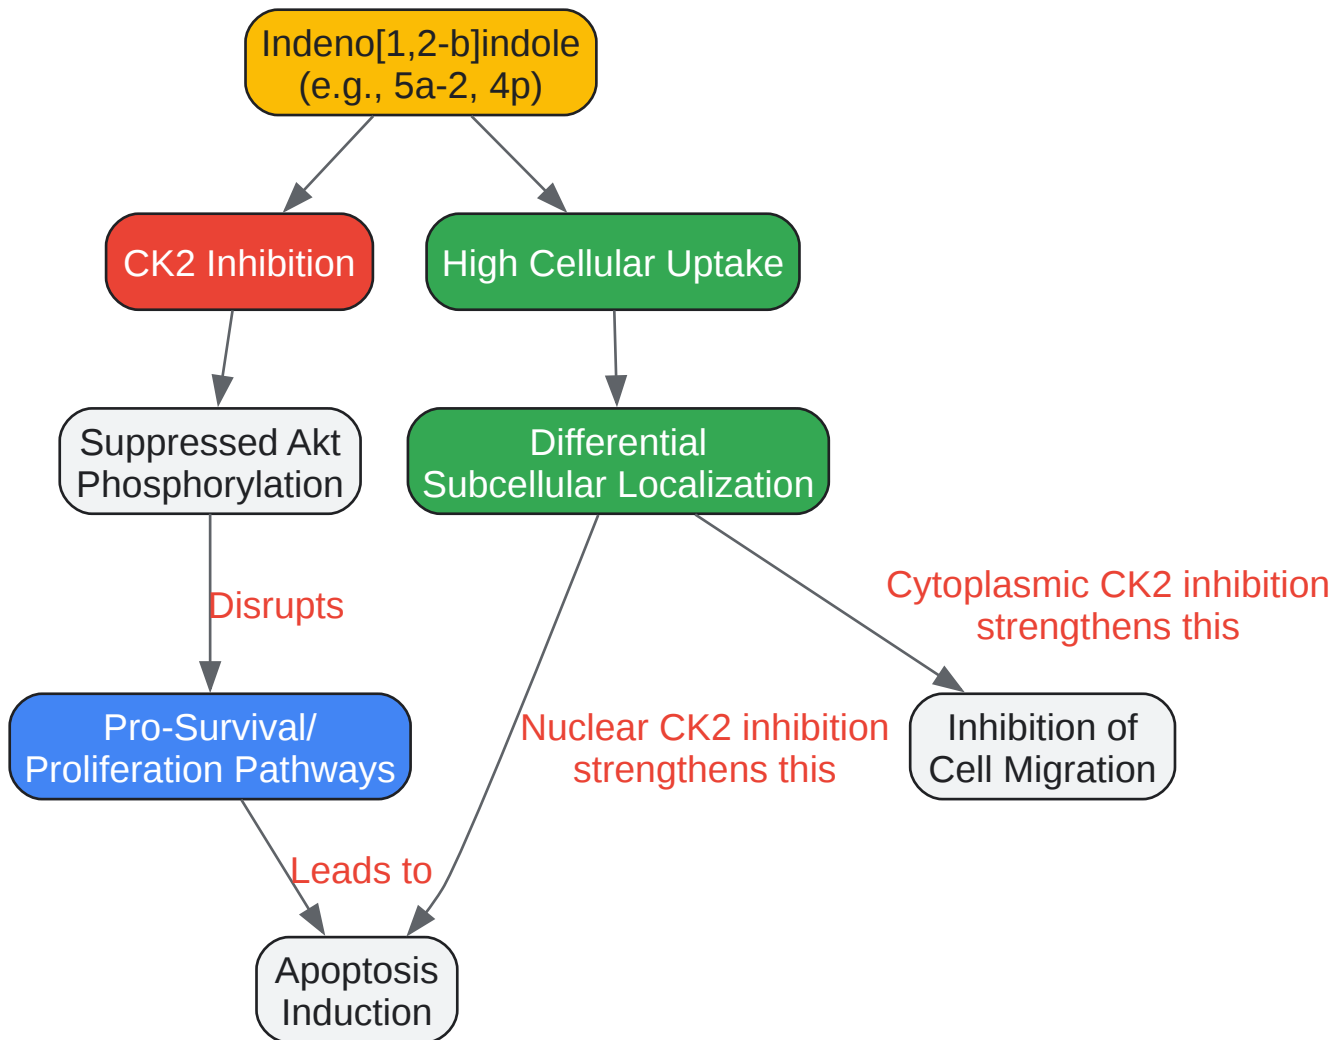 Indeno[1,2-b]indole
(e.g., 5a-2, 4p)
CK2 Inhibition
High Cellular Uptake
Suppressed Akt
Phosphorylation
Differential
Subcellular Localization
Disrupts
Cytoplasmic CK2 inhibition
strengthens this
Pro-Survival/
Proliferation Pathways
Nuclear CK2 inhibition
strengthens this
Inhibition of
Cell Migration
Leads to
Apoptosis
Induction